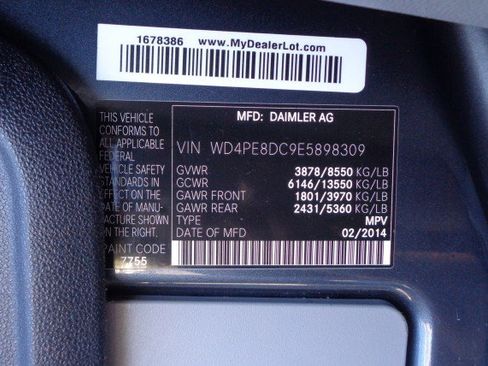 1678386 www.MyDealerLot.com
THIS VEHICLE
CONFORMS TO
ALL APPLICABLE
FEDERAL
VEHICLE SAFETY
STANDARDS IN
EFFECT ON THE
DATE OF MANU-
FACTURE SHOWN
ON THE RIGHT.
PAINT CODE
7755
MFD: DAIMLER AG
VIN WD4PE8DC9E5898309
GVWR 3878/8550 KG/LB
GCWR 6146/13550 KG/LB
GAWR FRONT 1801/3970 KG/LB
GAWR REAR 2431/5360 KG/LB
TYPE MPV
DATE OF MFD 02/2014